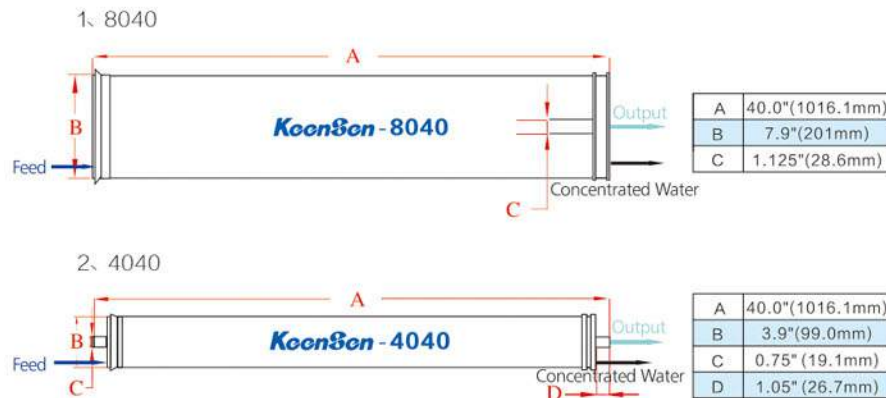 1、8040
A
B
KeenSen-8040
Output
Feed
Concentrated Water
C
A 40.0"(1016.1mm)
B 7.9"(201mm)
C 1.125"(28.6mm)
2、4040
A
B
KeenSen-4040
Output
Feed
Concentrated Water
C
D
A 40.0"(1016.1mm)
B 3.9"(99.0mm)
C 0.75"(19.1mm)
D 1.05"(26.7mm)